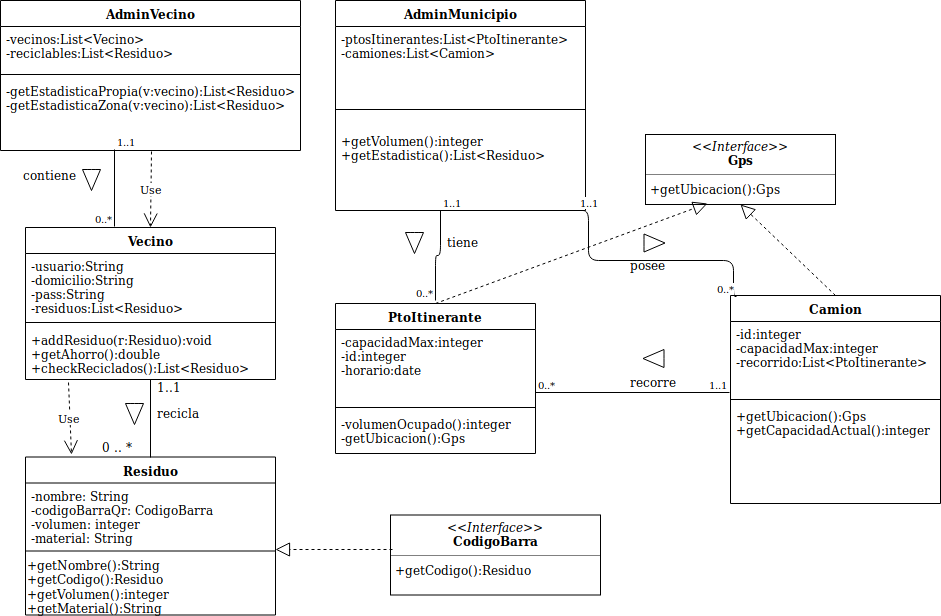 AdminVecino
-vecinos:List<Vecino>
-reciclables:List<Residuo>
-getEstadisticaPropia(v:vecino):List<Residuo>
-getEstadisticaZona(v:vecino):List<Residuo>
1..1
contiene
Use
0..*
Vecino
-usuario:String
-domicilio:String
-pass:String
-residuos:List<Residuo>
+addResiduo(r:Residuo):void
+getAhorro():double
+checkReciclados():List<Residuo>
1..1
Use
recicla
0 .. *
Residuo
-nombre: String
-codigoBarraQr: CodigoBarra
-volumen: integer
-material: String
+getNombre():String
+getCodigo():Residuo
+getVolumen():integer
+getMaterial():String
AdminMunicipio
-ptosItinerantes:List<PtoItinerante>
-camiones:List<Camion>
+getVolumen():integer
+getEstadistica():List<Residuo>
1..1
1..1
tiene
posee
0..*
0..*
<<Interface>>
Gps
+getUbicacion():Gps
PtoItinerante
-capacidadMax:integer
-id:integer
-horario:date
-volumenOcupado():integer
-getUbicacion():Gps
recorre
0..*
1..1
Camion
-id:integer
-capacidadMax:integer
-recorrido:List<PtoItinerante>
+getUbicacion():Gps
+getCapacidadActual():integer
<<Interface>>
CodigoBarra
+getCodigo():Residuo